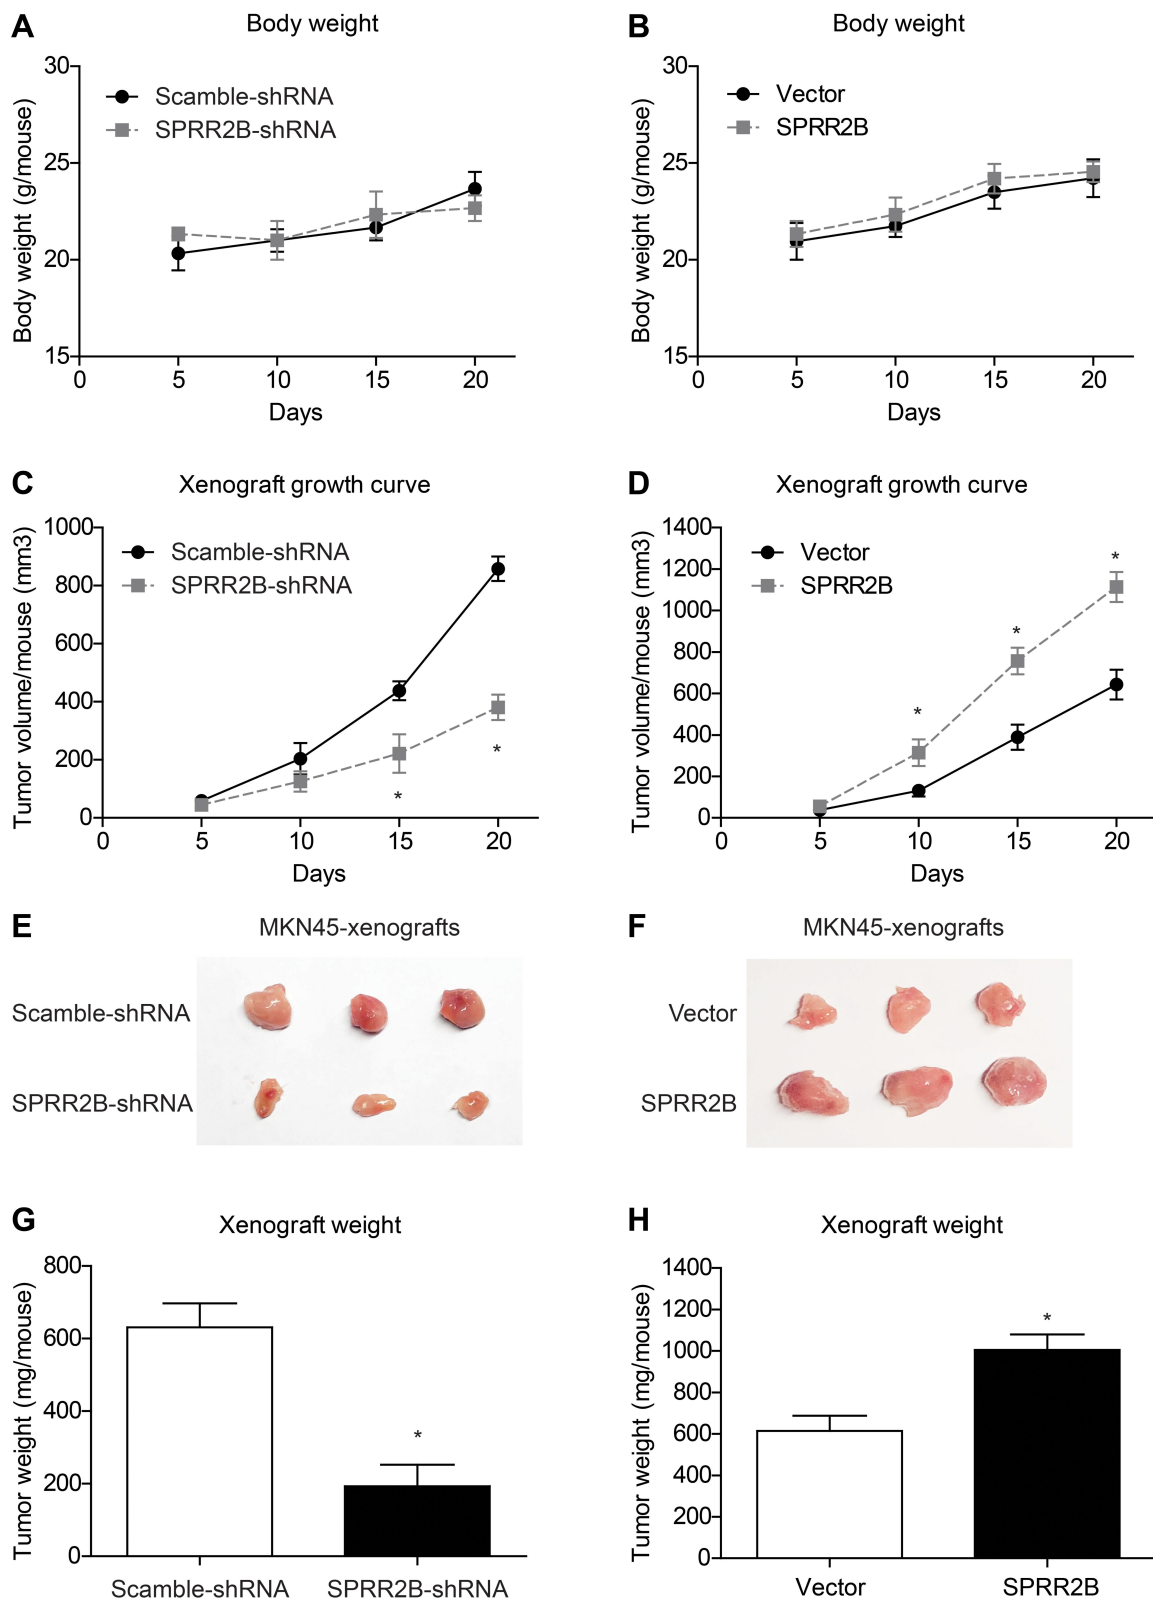 A
Body weight
Body weight (g/mouse)
30
25
20
15
Scamble-shRNA
SPRR2B-shRNA
0 5 10 15 20
Days
B
Body weight
Body weight (g/mouse)
30
25
20
15
Vector
SPRR2B
0 5 10 15 20
Days
C
Xenograft growth curve
Tumor volume/mouse (mm3)
1000
800
600
400
200
0
Scamble-shRNA
SPRR2B-shRNA
*
*
0 5 10 15 20
Days
D
Xenograft growth curve
Tumor volume/mouse (mm3)
1400
1200
1000
800
600
400
200
0
Vector
SPRR2B
*
*
*
0 5 10 15 20
Days
E
MKN45-xenografts
Scamble-shRNA
SPRR2B-shRNA
F
MKN45-xenografts
Vector
SPRR2B
G
Xenograft weight
Tumor weight (mg/mouse)
800
600
400
200
0
*
Scamble-shRNA SPRR2B-shRNA
H
Xenograft weight
Tumor weight (mg/mouse)
1400
1200
1000
800
600
400
200
0
*
Vector SPRR2B